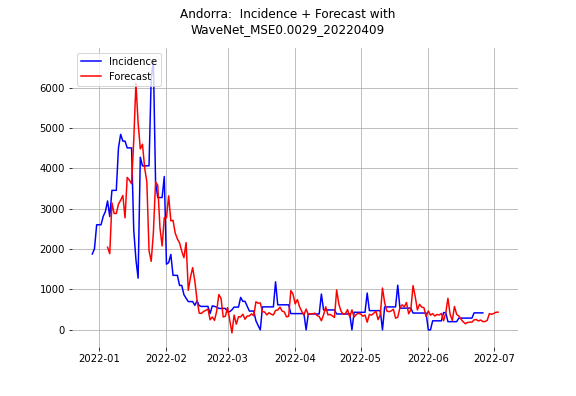 Andorra:  Incidence + Forecast with
WaveNet_MSE0.0029_20220409
Incidence
Forecast
6000
5000
4000
3000
2000
1000
0
2022-01 2022-02 2022-03 2022-04 2022-05 2022-06 2022-07